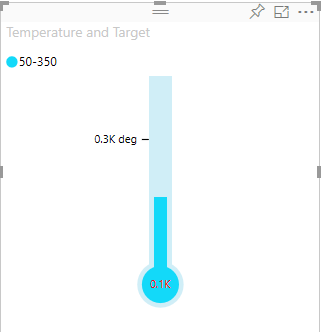 Temperature and Target
50-350
0.3K deg
0.1K